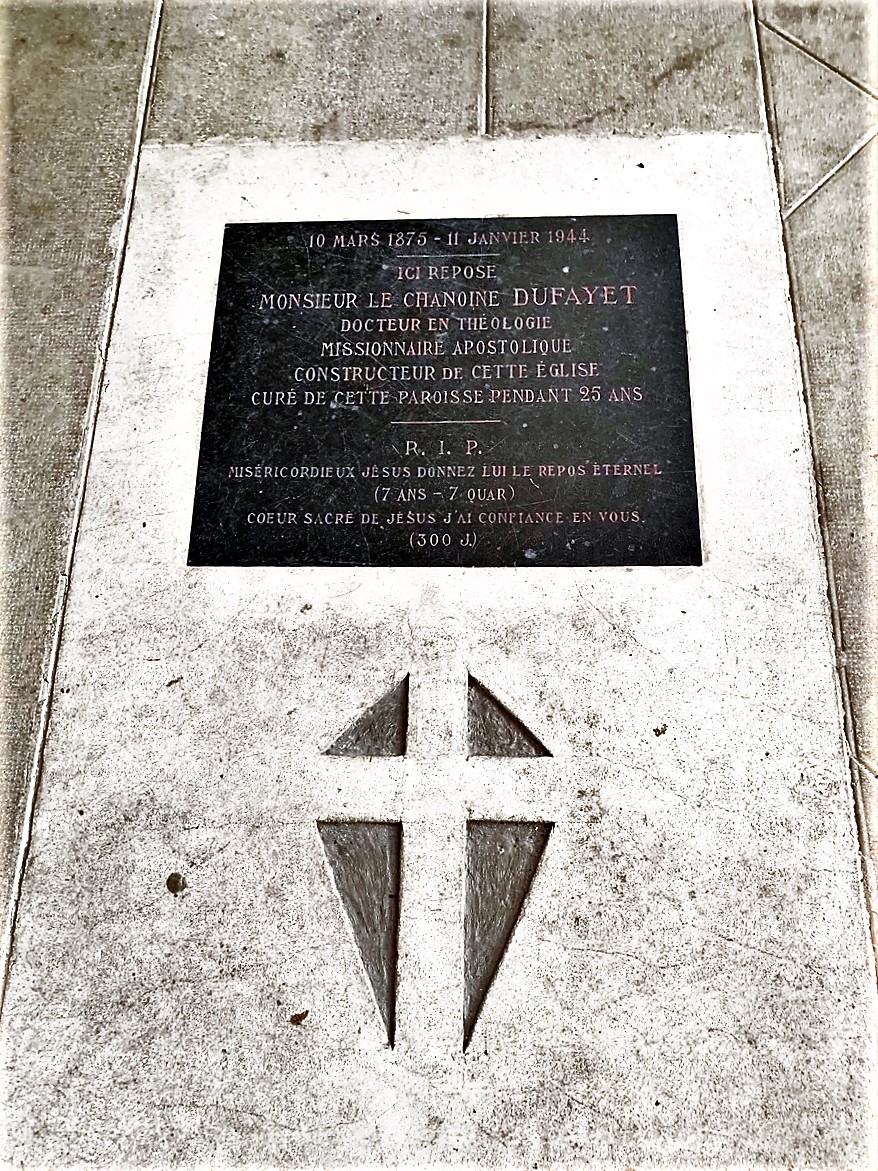 10 MARS 1875 - 11 JANVIER 1944
ICI REPOSE
MONSIEUR LE CHANOINE DUFAYET
DOCTEUR EN THÉOLOGIE
MISSIONNAIRE APOSTOLIQUE
CONSTRUCTEUR DE CETTE ÉGLISE
CURÉ DE CETTE PAROISSE PENDANT 25 ANS
R. I. P.
MISÉRICORDIEUX JÉSUS DONNEZ LUI LE REPOS ÉTERNEL
(7 ANS - 7 QUAR)
COEUR SACRÉ DE JÉSUS J'AI CONFIANCE EN VOUS.
(300 J.)